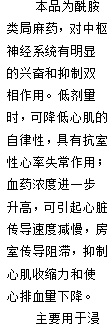 本品为酰胺
类局麻药，对中枢
神经系统有明显
的兴奋和抑制双
相作用。低剂量
时，可降低心肌的
自律性，具有抗室
性心率失常作用；
血药浓度进一步
升高，可引起心脏
传导速度减慢，房
室传导阻滞，抑制
心肌收缩力和使
心排血量下降。
主要用于浸